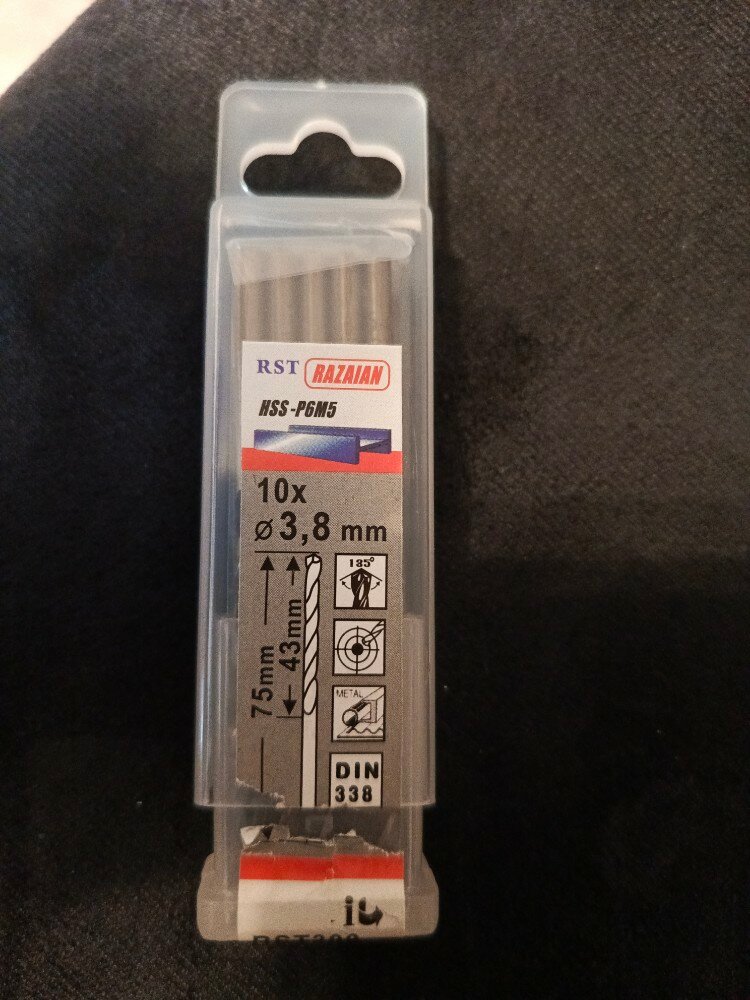 RST RAZAIAN
HSS-P6M5
10x
ø 3,8 mm
135°
75mm
43mm
METAL
DIN
338